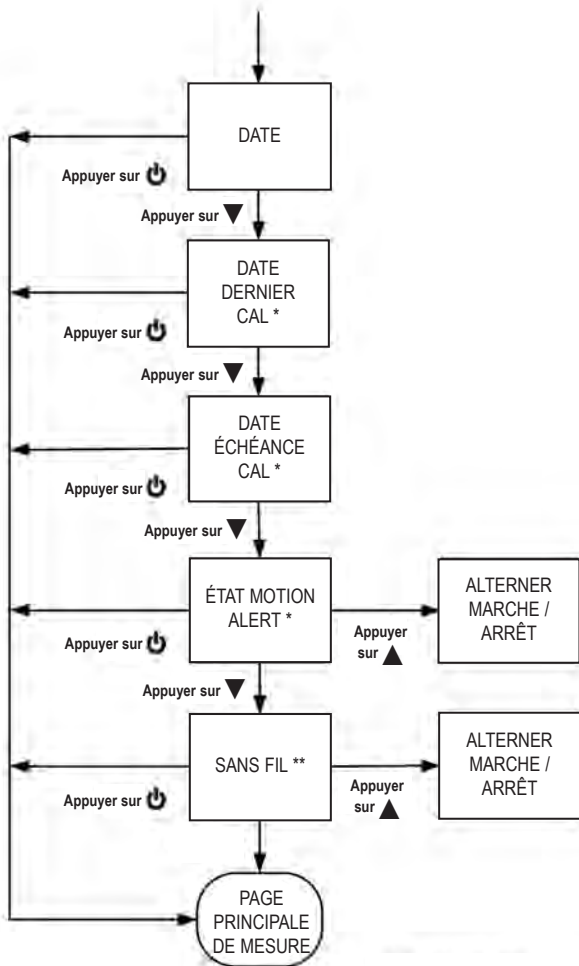 DATE
Appuyer sur
Appuyer sur ▼
DATE
DERNIER
CAL *
Appuyer sur
Appuyer sur ▼
DATE
ÉCHÉANCE
CAL *
Appuyer sur
Appuyer sur ▼
ÉTAT MOTION
ALERT *
Appuyer
sur ▲
ALTERNER
MARCHE /
ARRÊT
Appuyer sur
Appuyer sur ▼
SANS FIL **
Appuyer
sur ▲
ALTERNER
MARCHE /
ARRÊT
Appuyer sur
PAGE
PRINCIPALE
DE MESURE